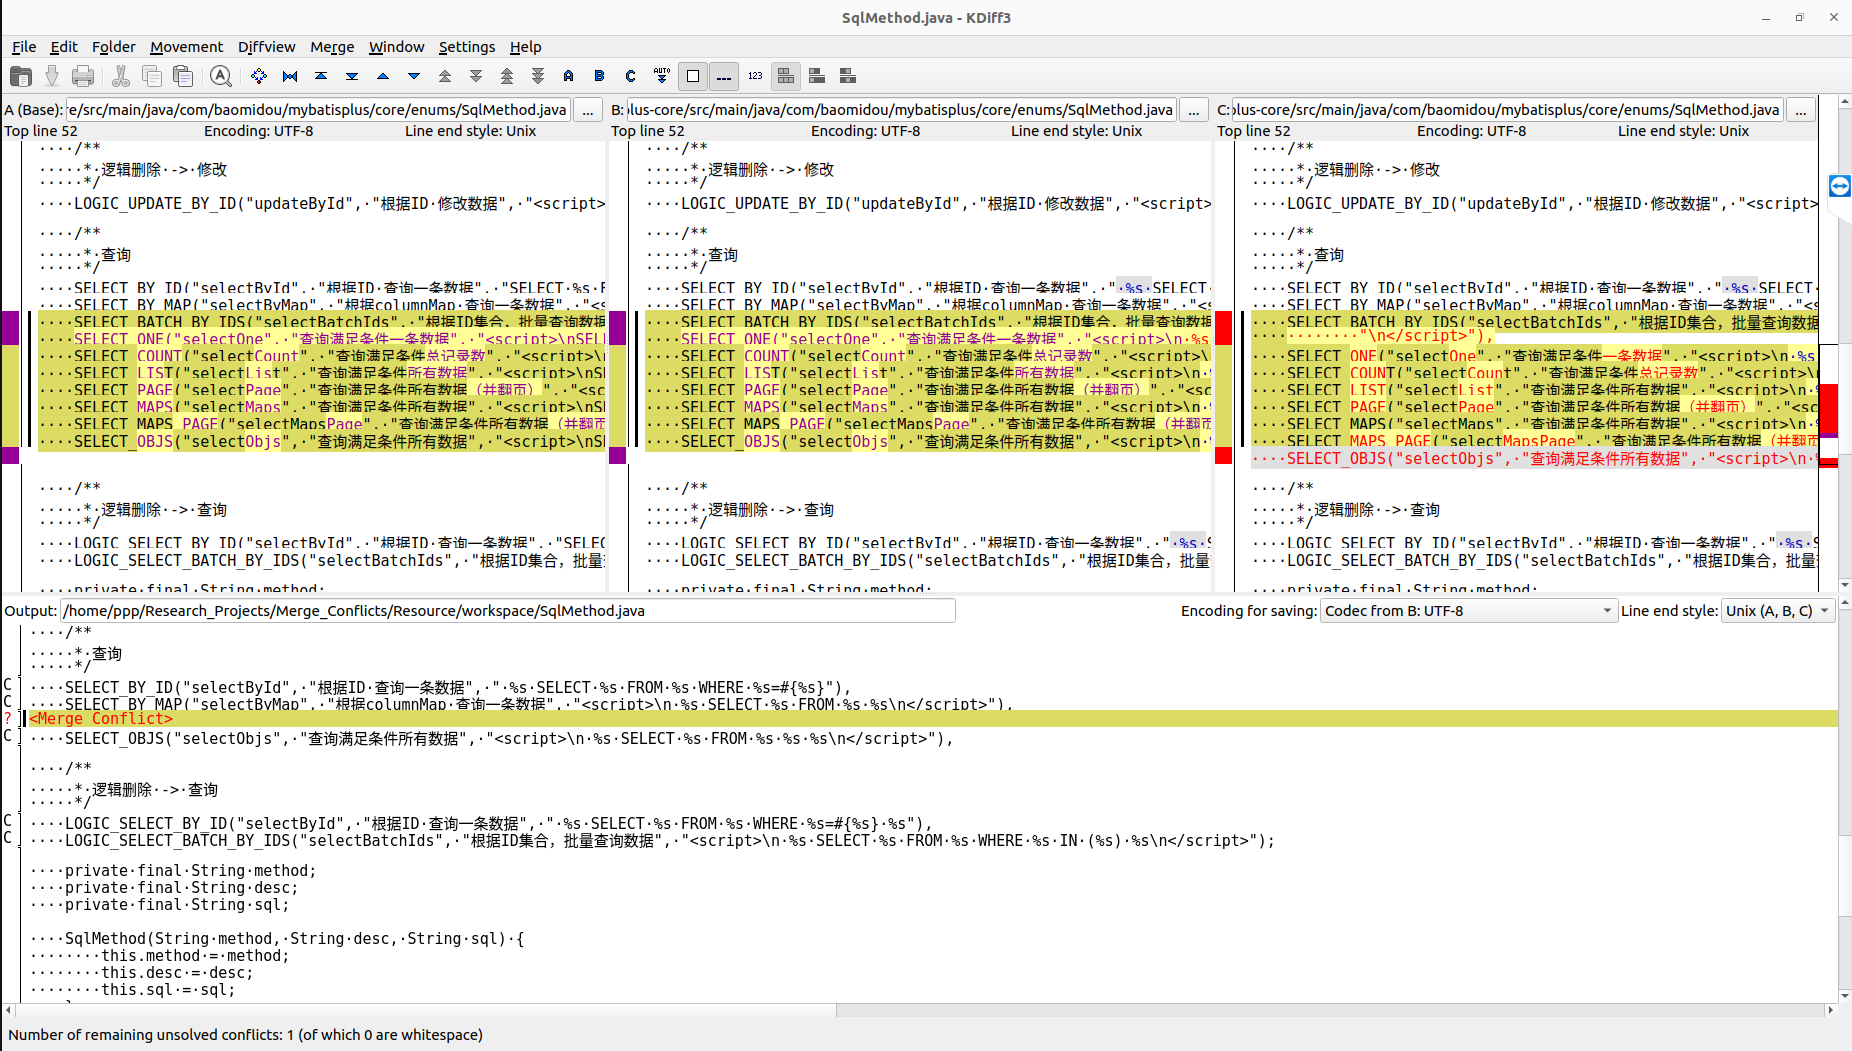 SqlMethod.java - KDiff3
File Edit Folder Movement Diffview Merge Window Settings Help
A B C AUTO 123
A (Base): e/src/main/java/com/baomidou/mybatisplus/core/enums/SqlMethod.java ...
Top line 52 Encoding: UTF-8 Line end style: Unix
····/**
·····*·逻辑删除·->·修改
·····*/
····LOGIC_UPDATE_BY_ID("updateById",·"根据ID·修改数据",·"<script>
····/**
·····*·查询
·····*/
····SELECT_BY_ID("selectById",·"根据ID·查询一条数据",·"SELECT·%s·F
····SELECT_BY_MAP("selectByMap",·"根据columnMap·查询一条数据",·"<s
····SELECT_BATCH_BY_IDS("selectBatchIds",·"根据ID集合，批量查询数据
····SELECT_ONE("selectOne",·"查询满足条件一条数据",·"<script>\nSEL
····SELECT_COUNT("selectCount",·"查询满足条件总记录数",·"<script>\n
····SELECT_LIST("selectList",·"查询满足条件所有数据",·"<script>\nS
····SELECT_PAGE("selectPage",·"查询满足条件所有数据（并翻页）",·"<sc
····SELECT_MAPS("selectMaps",·"查询满足条件所有数据",·"<script>\nS
····SELECT_MAPS_PAGE("selectMapsPage",·"查询满足条件所有数据（并翻页
····SELECT_OBJS("selectObjs",·"查询满足条件所有数据",·"<script>\nS
····/**
·····*·逻辑删除·->·查询
·····*/
····LOGIC_SELECT_BY_ID("selectById",·"根据ID·查询一条数据",·"SELEC
····LOGIC_SELECT_BATCH_BY_IDS("selectBatchIds",·"根据ID集合，批量
····private·final·String·method;
B: lus-core/src/main/java/com/baomidou/mybatisplus/core/enums/SqlMethod.java ...
Top line 52 Encoding: UTF-8 Line end style: Unix
····/**
·····*·逻辑删除·->·修改
·····*/
····LOGIC_UPDATE_BY_ID("updateById",·"根据ID·修改数据",·"<script>
····/**
·····*·查询
·····*/
····SELECT_BY_ID("selectById",·"根据ID·查询一条数据",·"·%s·SELECT
····SELECT_BY_MAP("selectByMap",·"根据columnMap·查询一条数据",·"<s
····SELECT_BATCH_BY_IDS("selectBatchIds",·"根据ID集合，批量查询数据
····SELECT_ONE("selectOne",·"查询满足条件一条数据",·"<script>\n·%s
····SELECT_COUNT("selectCount",·"查询满足条件总记录数",·"<script>\
····SELECT_LIST("selectList",·"查询满足条件所有数据",·"<script>\n·
····SELECT_PAGE("selectPage",·"查询满足条件所有数据（并翻页）",·"<s
····SELECT_MAPS("selectMaps",·"查询满足条件所有数据",·"<script>\n·
····SELECT_MAPS_PAGE("selectMapsPage",·"查询满足条件所有数据（并翻页
····SELECT_OBJS("selectObjs",·"查询满足条件所有数据",·"<script>\n·
····/**
·····*·逻辑删除·->·查询
·····*/
····LOGIC_SELECT_BY_ID("selectById",·"根据ID·查询一条数据",·"·%s·S
····LOGIC_SELECT_BATCH_BY_IDS("selectBatchIds",·"根据ID集合，批量
····private·final·String·method;
C: lus-core/src/main/java/com/baomidou/mybatisplus/core/enums/SqlMethod.java ...
Top line 52 Encoding: UTF-8 Line end style: Unix
····/**
·····*·逻辑删除·->·修改
·····*/
····LOGIC_UPDATE_BY_ID("updateById",·"根据ID·修改数据",·"<script>
····/**
·····*·查询
·····*/
····SELECT_BY_ID("selectById",·"根据ID·查询一条数据",·"·%s·SELECT
····SELECT_BY_MAP("selectByMap",·"根据columnMap·查询一条数据",·"<s
····SELECT_BATCH_BY_IDS("selectBatchIds",·"根据ID集合，批量查询数据
············"\n</script>"),
····SELECT_ONE("selectOne",·"查询满足条件一条数据",·"<script>\n·%s
····SELECT_COUNT("selectCount",·"查询满足条件总记录数",·"<script>\
····SELECT_LIST("selectList",·"查询满足条件所有数据",·"<script>\n·
····SELECT_PAGE("selectPage",·"查询满足条件所有数据（并翻页）",·"<sc
····SELECT_MAPS("selectMaps",·"查询满足条件所有数据",·"<script>\n·
····SELECT_MAPS_PAGE("selectMapsPage",·"查询满足条件所有数据（并翻页
····SELECT_OBJS("selectObjs",·"查询满足条件所有数据",·"<script>\n·%
····/**
·····*·逻辑删除·->·查询
·····*/
····LOGIC_SELECT_BY_ID("selectById",·"根据ID·查询一条数据",·"·%s·S
····LOGIC_SELECT_BATCH_BY_IDS("selectBatchIds",·"根据ID集合，批量
····private·final·String·method;
Output: /home/ppp/Research_Projects/Merge_Conflicts/Resource/workspace/SqlMethod.java Encoding for saving: Codec from B: UTF-8 Line end style: Unix (A, B, C)
····/**
·····*·查询
·····*/
C ····SELECT_BY_ID("selectById",·"根据ID·查询一条数据",·"·%s·SELECT·%s·FROM·%s·WHERE·%s=#{%s}"),
C ····SELECT_BY_MAP("selectByMap",·"根据columnMap·查询一条数据",·"<script>\n·%s·SELECT·%s·FROM·%s·%s\n</script>"),
? <Merge Conflict>
C ····SELECT_OBJS("selectObjs",·"查询满足条件所有数据",·"<script>\n·%s·SELECT·%s·FROM·%s·%s·%s\n</script>"),
····/**
·····*·逻辑删除·->·查询
·····*/
C ····LOGIC_SELECT_BY_ID("selectById",·"根据ID·查询一条数据",·"·%s·SELECT·%s·FROM·%s·WHERE·%s=#{%s}·%s"),
C ····LOGIC_SELECT_BATCH_BY_IDS("selectBatchIds",·"根据ID集合，批量查询数据",·"<script>\n·%s·SELECT·%s·FROM·%s·WHERE·%s·IN·(%s)·%s\n</script>");
····private·final·String·method;
····private·final·String·desc;
····private·final·String·sql;
····SqlMethod(String·method,·String·desc,·String·sql)·{
········this.method·=·method;
········this.desc·=·desc;
········this.sql·=·sql;
Number of remaining unsolved conflicts: 1 (of which 0 are whitespace)